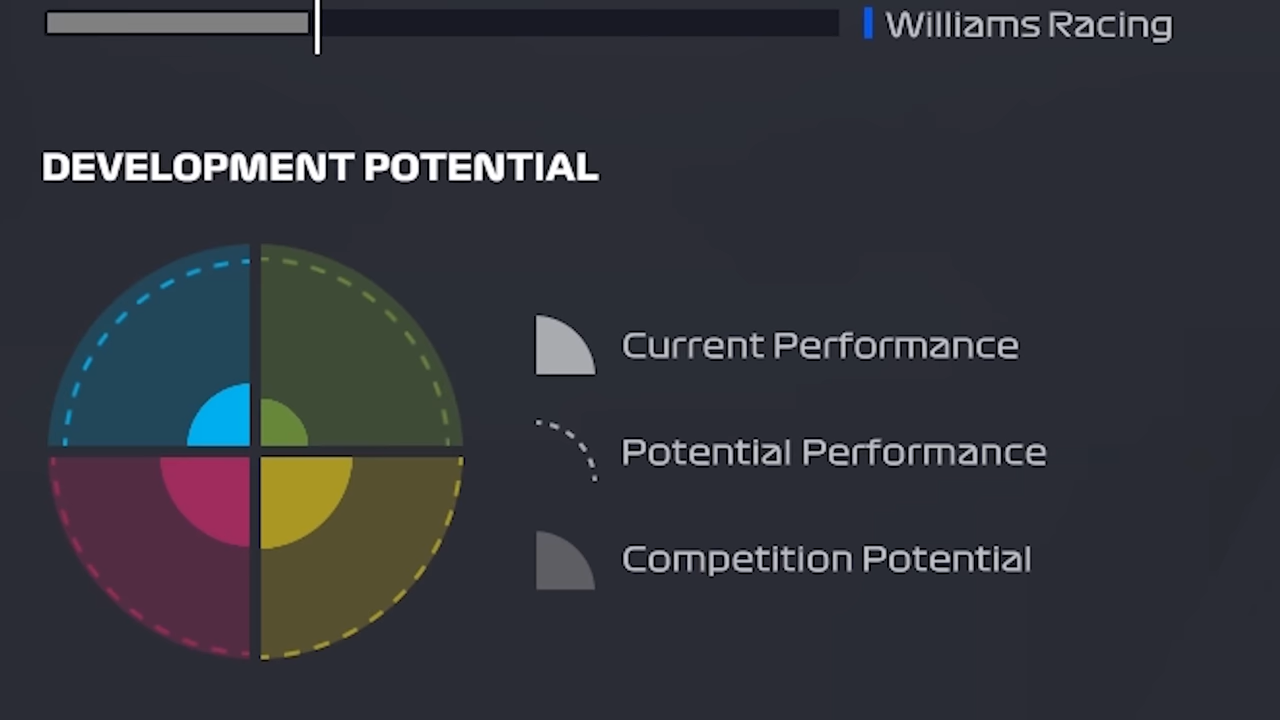 Williams Racing
DEVELOPMENT POTENTIAL
Current Performance
Potential Performance
Competition Potential